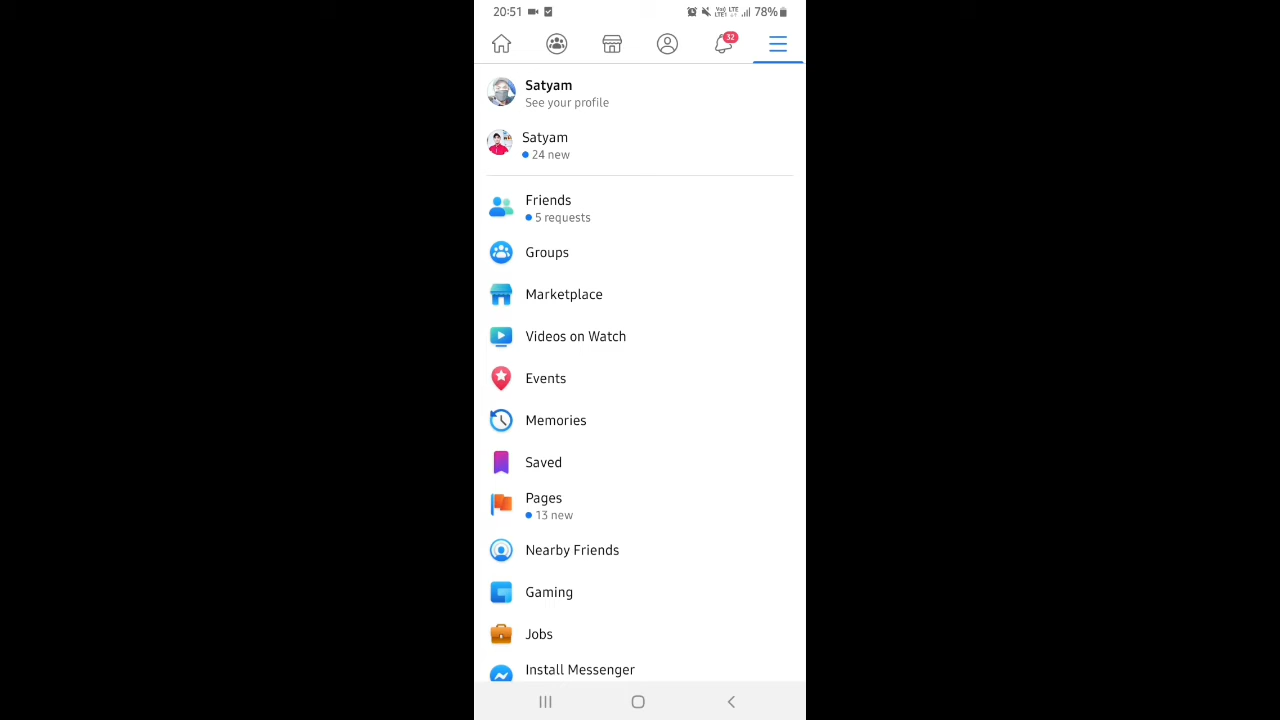 20:51 78%
32
Satyam
See your profile
Satyam
24 new
Friends
5 requests
Groups
Marketplace
Videos on Watch
Events
Memories
Saved
Pages
13 new
Nearby Friends
Gaming
Jobs
Install Messenger